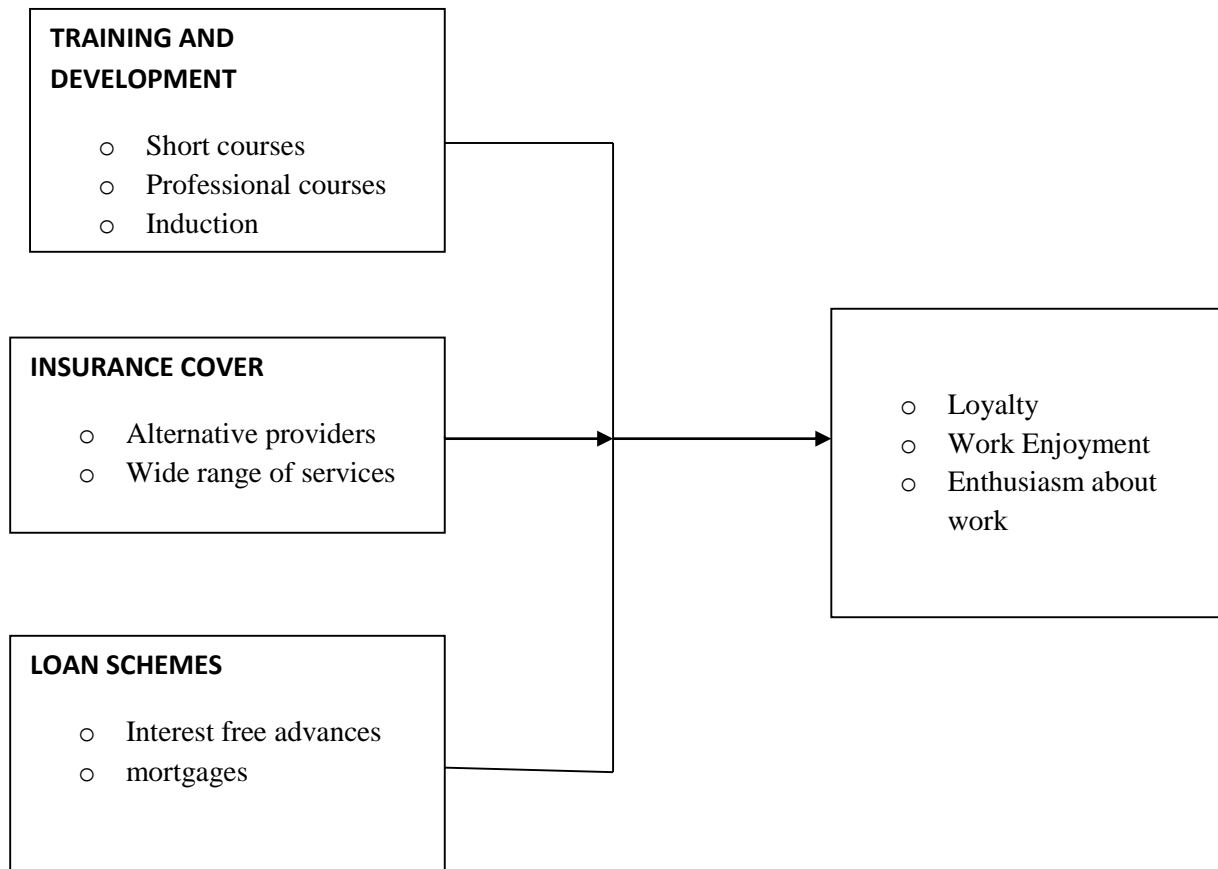 TRAINING AND
DEVELOPMENT
o Short courses
o Professional courses
o Induction
INSURANCE COVER
o Alternative providers
o Wide range of services
LOAN SCHEMES
o Interest free advances
o mortgages
o Loyalty
o Work Enjoyment
o Enthusiasm about
work